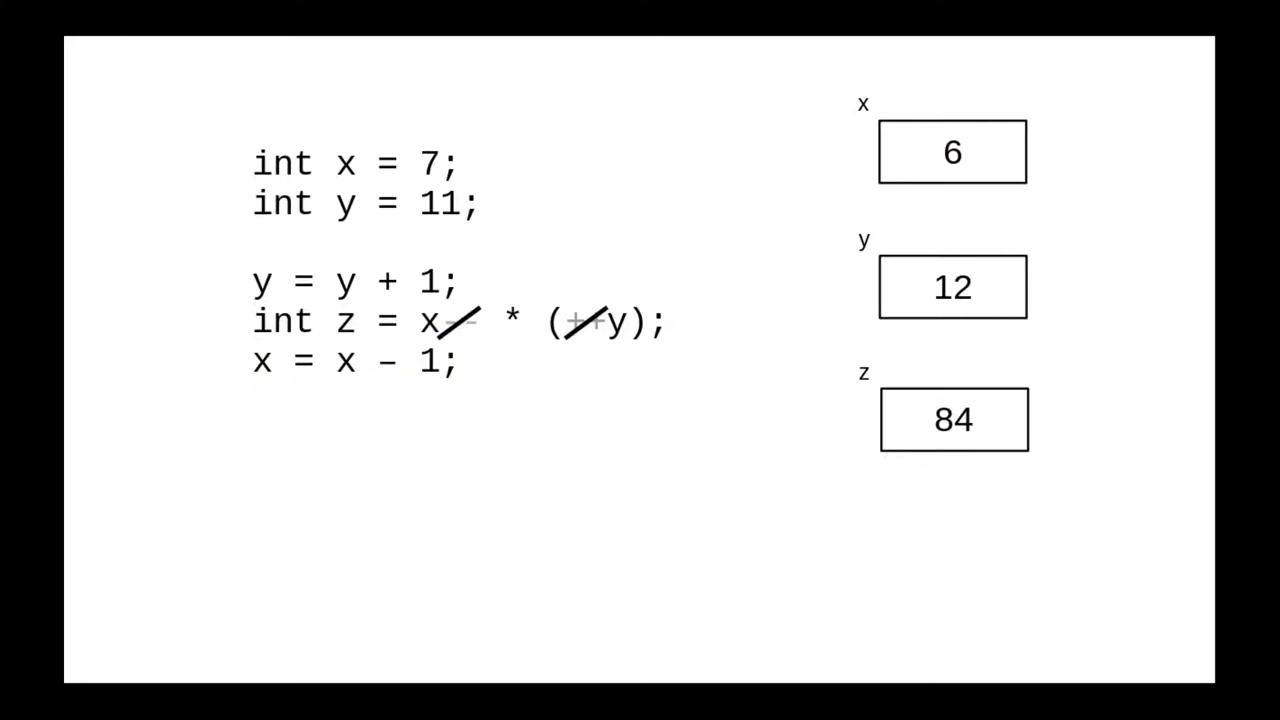 int x = 7;
int y = 11;
y = y + 1;
int z = x-- * (++y);
x = x – 1;
x
6
y
12
z
84